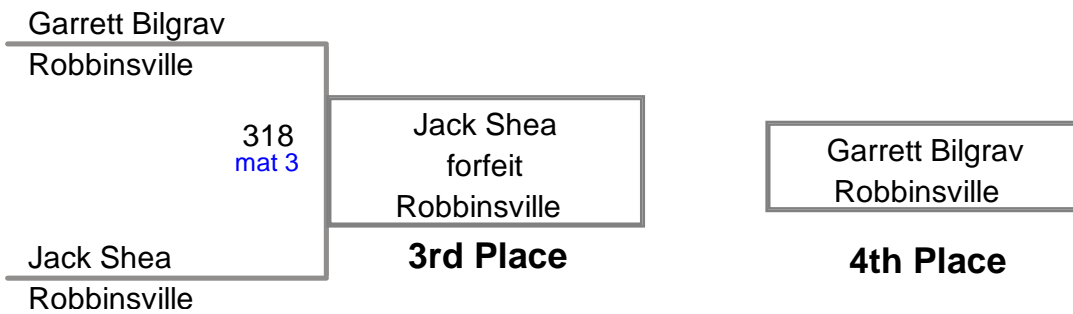 Garrett Bilgrav
Robbinsville
318
mat 3
Jack Shea
Robbinsville
Jack Shea
forfeit
Robbinsville
3rd Place
Garrett Bilgrav
Robbinsville
4th Place